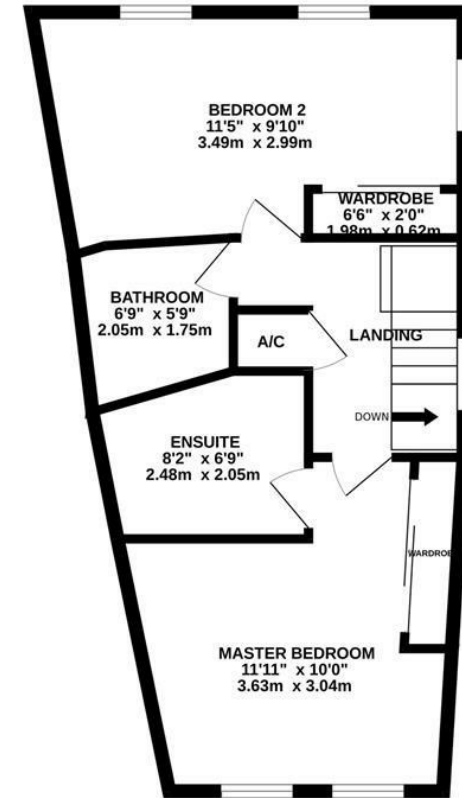 BEDROOM 2
11'5" x 9'10"
3.49m x 2.99m
WARDROBE
6'6" x 2'0"
1.98m x 0.62m
BATHROOM
6'9" x 5'9"
2.05m x 1.75m
A/C
LANDING
DOWN
ENSUITE
8'2" x 6'9"
2.48m x 2.05m
WARDROBE
MASTER BEDROOM
11'11" x 10'0"
3.63m x 3.04m